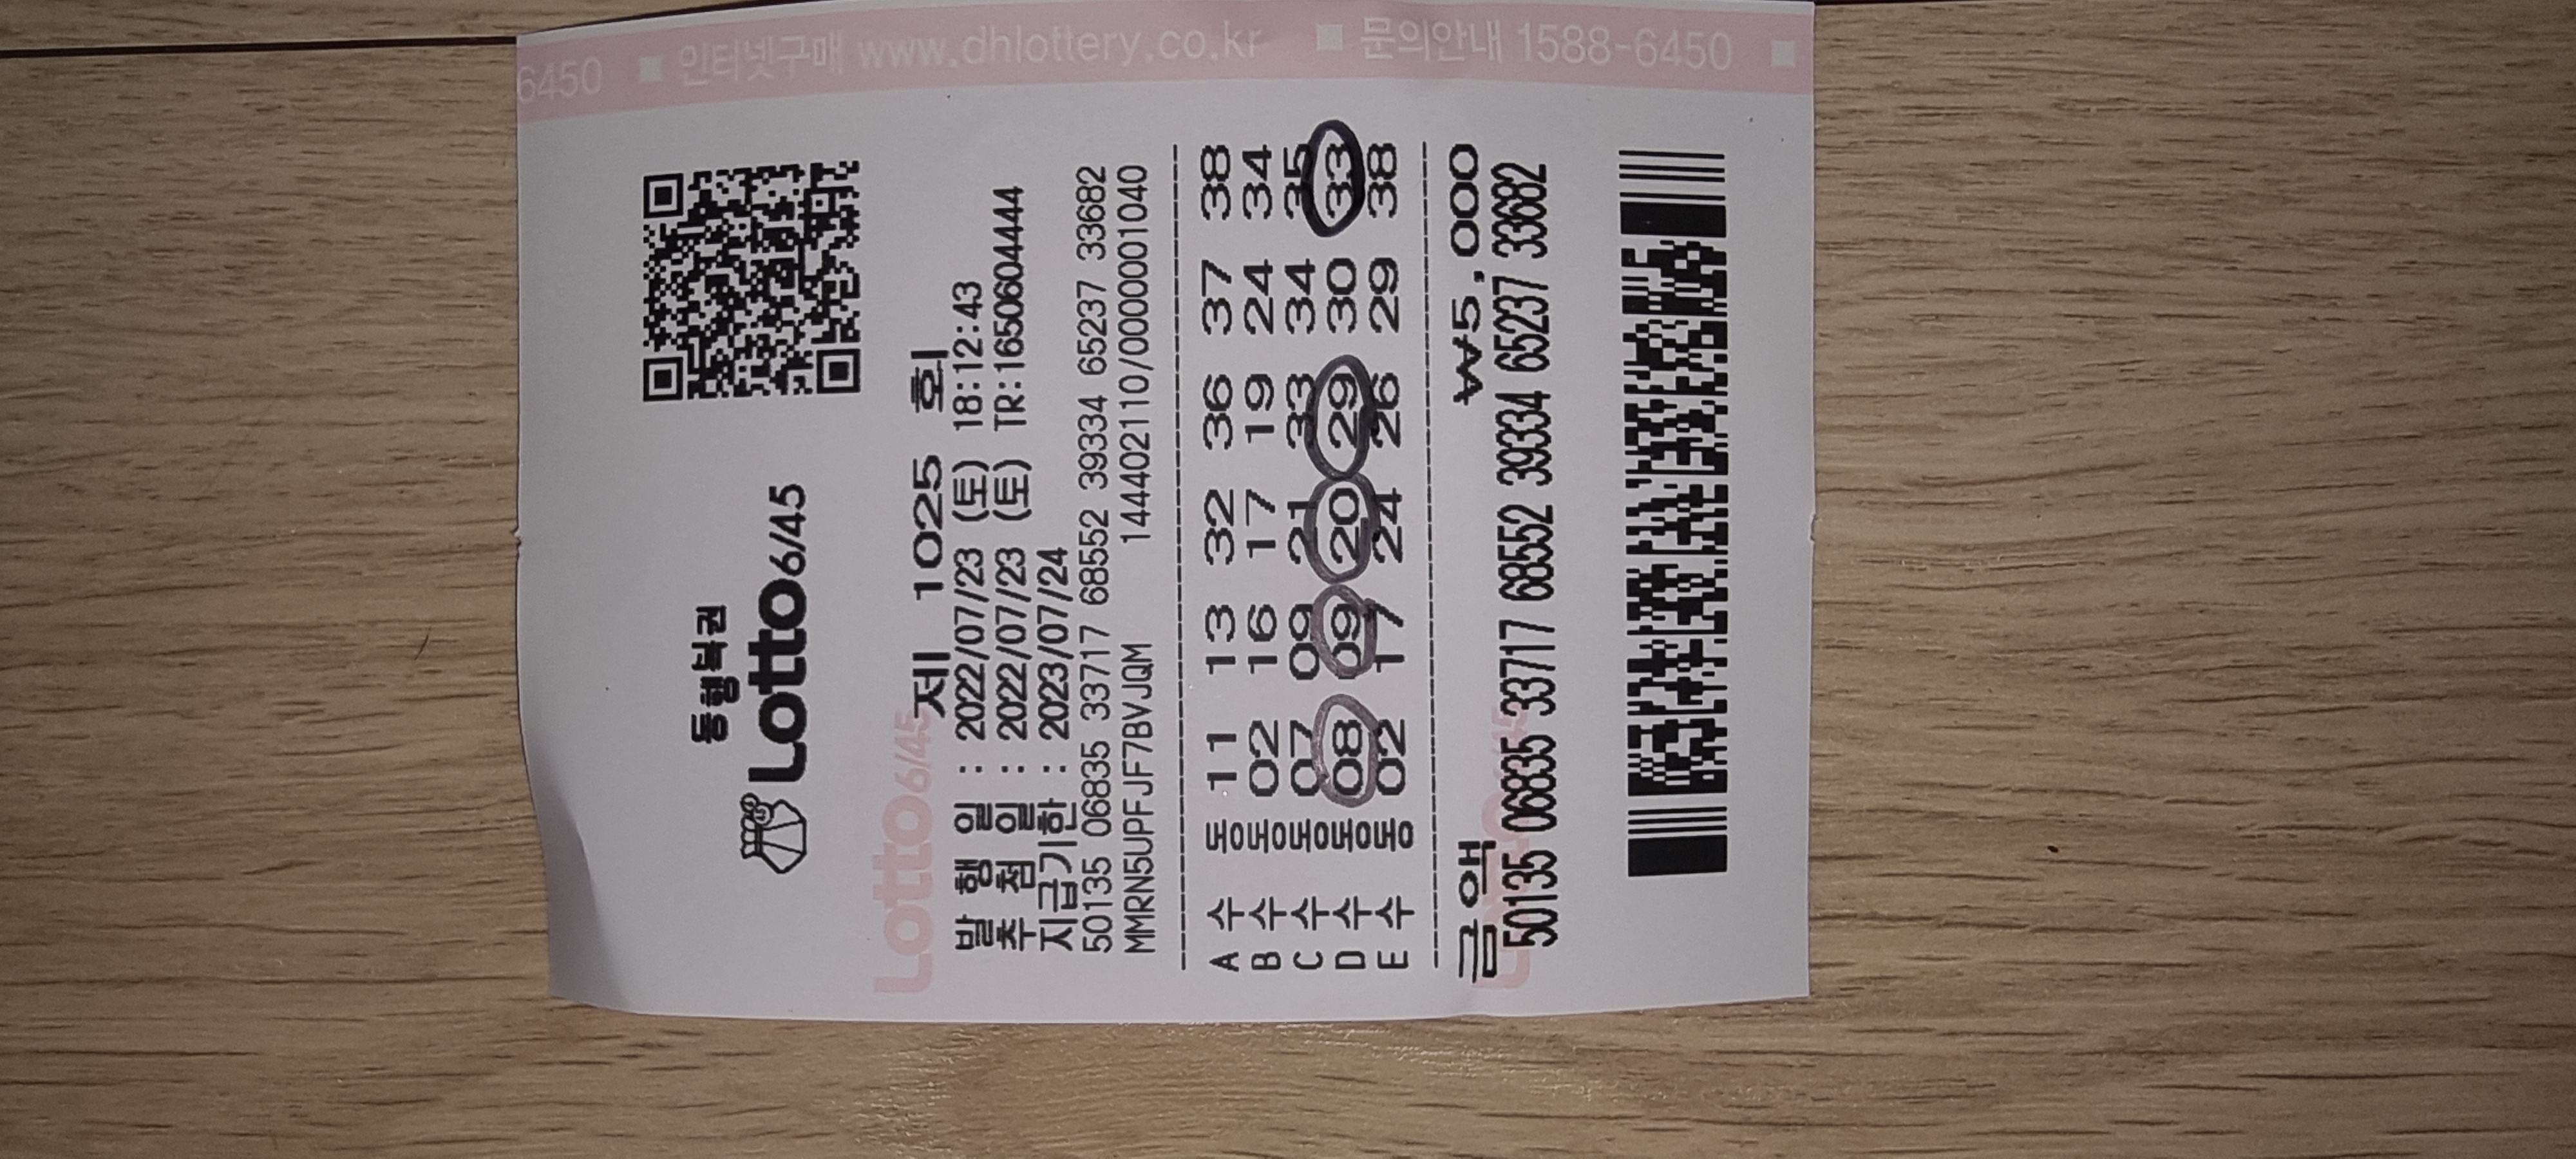 6450 ■ 인터넷구매 www.dhlottery.co.kr ■ 문의안내 1588-6450 ■
동행복권
Lotto6/45
Lotto6/45
제 1025 회
발 행 일 : 2022/07/23 (토) 18:12:43
추 첨 일 : 2022/07/23 (토) TR:1650604444
지급기한 : 2023/07/24
50135 06835 33717 68552 39334 65237 33682
MMRN5UPFJJF7BVJQM 144402110/0000001040
A 수 동 11 13 32 36 37 38
B 수 동 02 16 17 19 24 34
C 수 동 07 09 21 33 34 35
D 수 동 08 09 20 29 30 33
E 수 동 02 17 24 26 29 38
금액 ₩5,000
50135 06835 33717 68552 39334 65237 33682